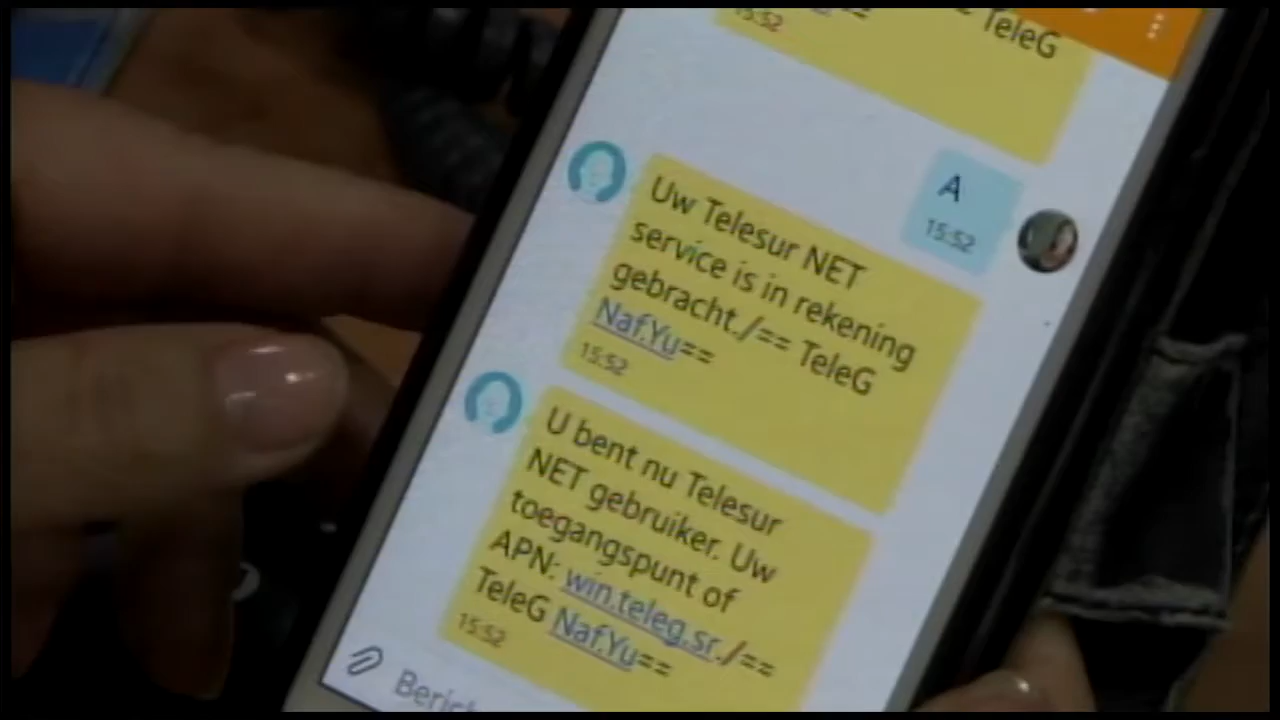 TeleG
15:52
A
15:52
Uw Telesur NET
service is in rekening
gebracht./== TeleG
Naf.Yu==
15:52
U bent nu Telesur
NET gebruiker. Uw
toegangspunt of
APN: win.teleg.sr./==
TeleG Naf.Yu==
15:52